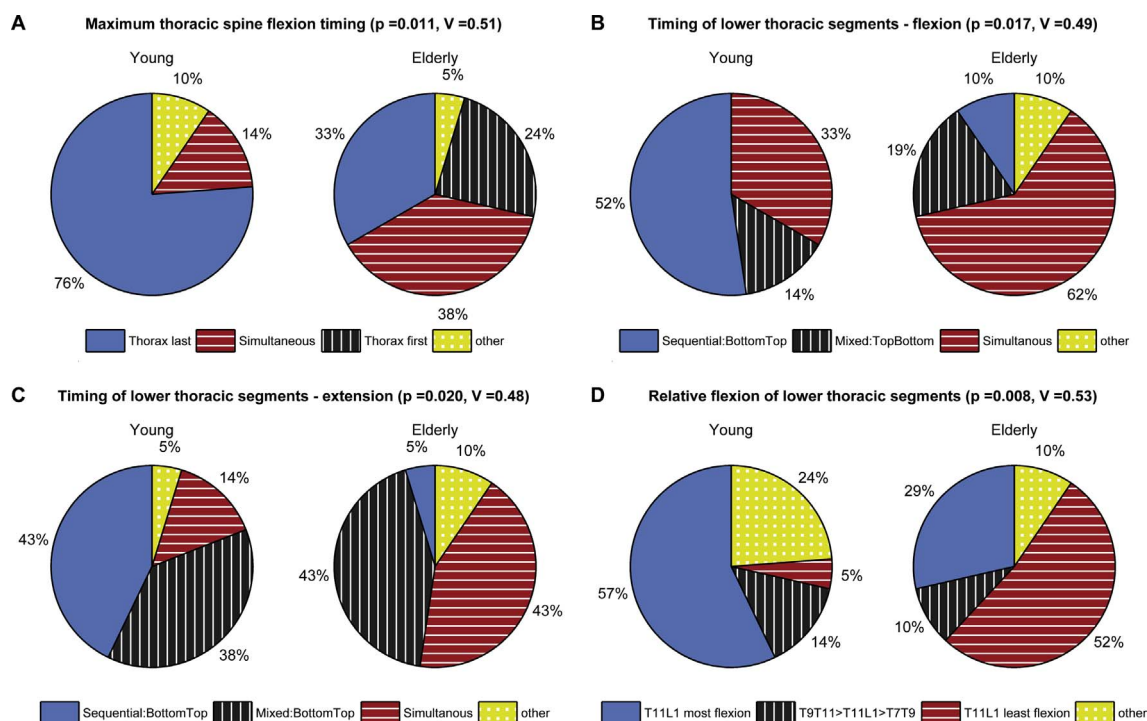 A Maximum thoracic spine flexion timing (p =0.011, V =0.51)
Young Elderly
10%
14%
76%
5%
33%
24%
38%
Thorax last Simultaneous Thorax first other
B Timing of lower thoracic segments - flexion (p =0.017, V =0.49)
Young Elderly
33%
52%
14%
10% 10%
19%
62%
Sequential:BottomTop Mixed:TopBottom Simultanous other
C Timing of lower thoracic segments - extension (p =0.020, V =0.48)
Young Elderly
5%
14%
43%
38%
5% 10%
43%
43%
Sequential:BottomTop Mixed:BottomTop Simultanous other
D Relative flexion of lower thoracic segments (p =0.008, V =0.53)
Young Elderly
24%
5%
57%
14%
10%
29%
10%
52%
T11L1 most flexion T9T11>T11L1>T7T9 T11L1 least flexion other